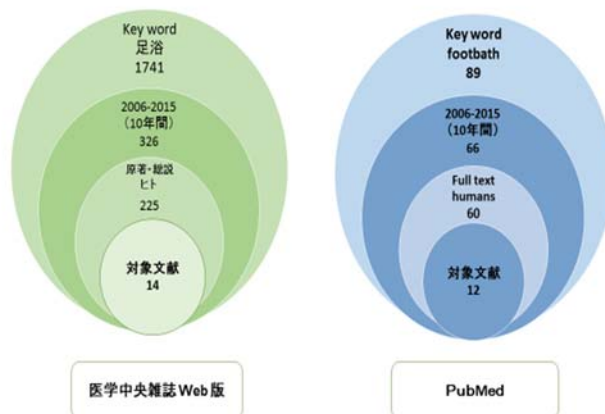 Key word
足浴
1741
2006-2015
(10年間)
326
原著・総説
ヒト
225
対象文献
14
医学中央雑誌Web版
Key word
footbath
89
2006-2015
(10年間)
66
Full text
humans
60
対象文献
12
PubMed